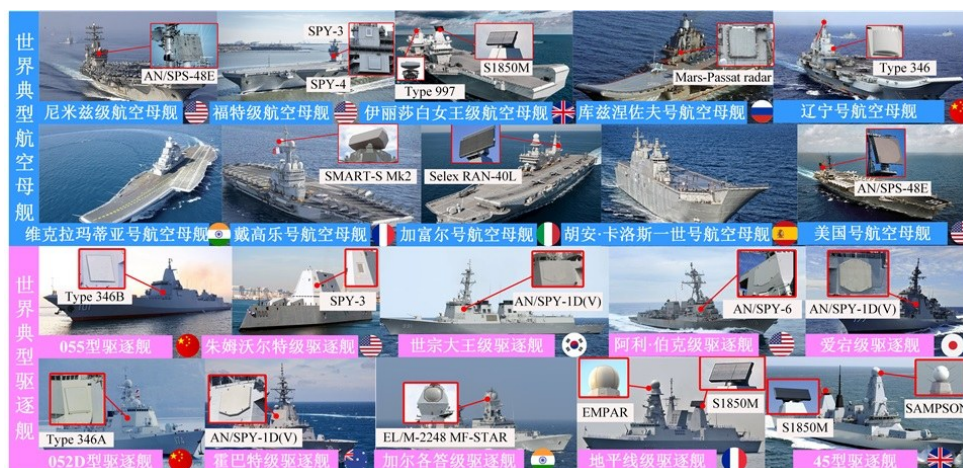 世界典型航空母舰
AN/SPS-48E
SPY-3
SPY-4
Type 997
S1850M
Mars-Passat radar
Type 346
尼米兹级航空母舰
福特级航空母舰
伊丽莎白女王级航空母舰
库兹涅佐夫号航空母舰
辽宁号航空母舰
SMART-S Mk2
Selex RAN-40L
AN/SPS-48E
维克拉玛蒂亚号航空母舰
戴高乐号航空母舰
加富尔号航空母舰
胡安·卡洛斯一世号航空母舰
美国号航空母舰
世界典型驱逐舰
Type 346B
SPY-3
AN/SPY-1D(V)
AN/SPY-6
AN/SPY-1D(V)
055型驱逐舰
朱姆沃尔特级驱逐舰
世宗大王级驱逐舰
阿利·伯克级驱逐舰
爱宕级驱逐舰
Type 346A
AN/SPY-1D(V)
EL/M-2248 MF-STAR
EMPAR
S1850M
S1850M
SAMPSON
052D型驱逐舰
霍巴特级驱逐舰
加尔各答级驱逐舰
地平线级驱逐舰
45型驱逐舰